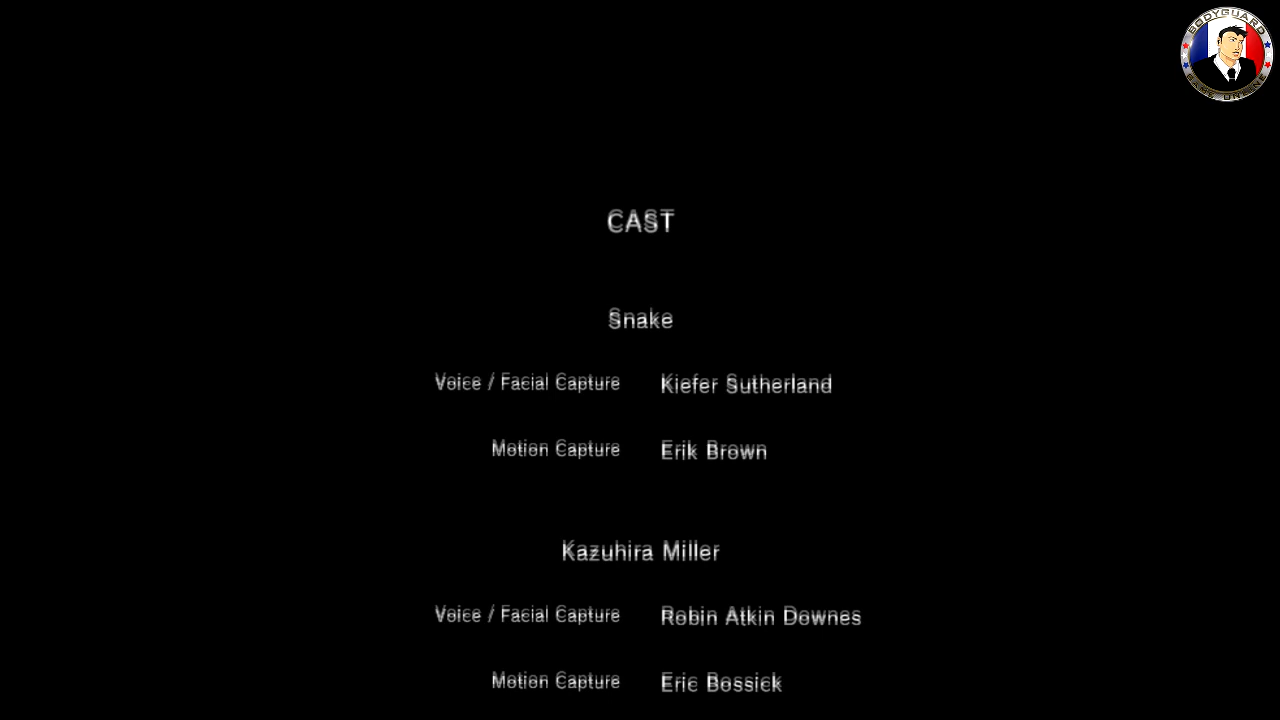 BODYGUARD
CAST
Snake
Voice / Facial Capture Kiefer Sutherland
Motion Capture Erik Brown
Kazuhira Miller
Voice / Facial Capture Robin Atkin Downes
Motion Capture Eric Bossick